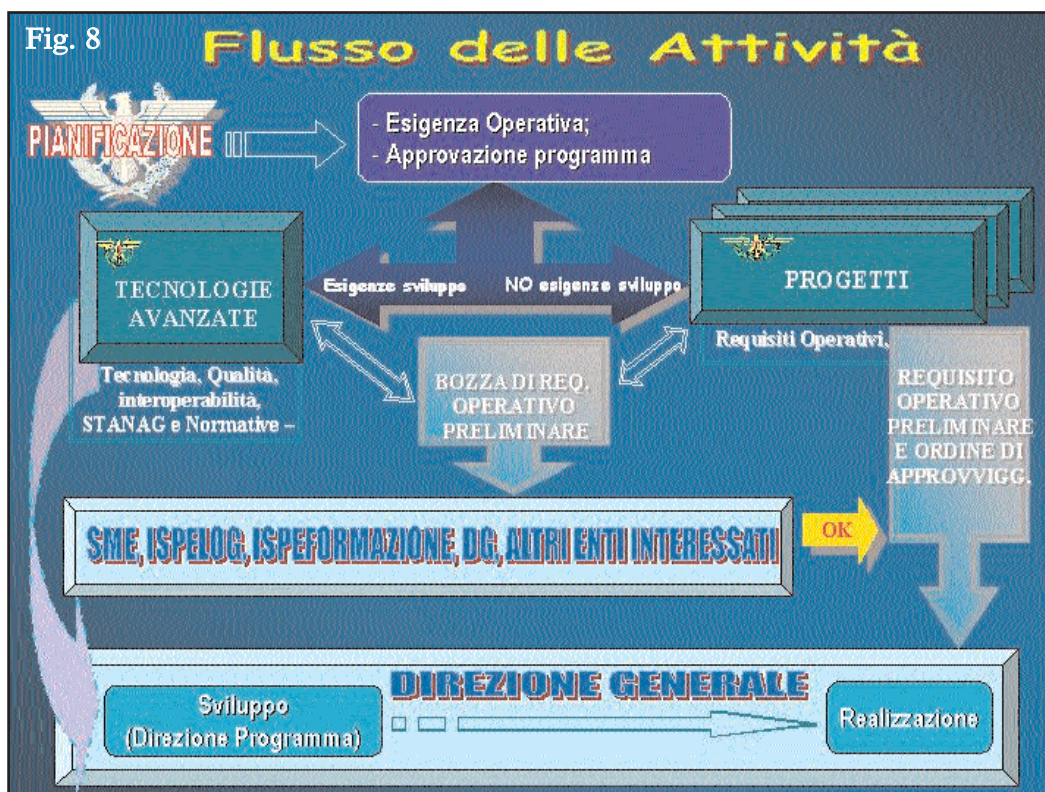 Fig. 8
Flusso delle Attività
PIANIFICAZIONE
- Esigenza Operativa;
- Approvazione programma
TECNOLOGIE
AVANZATE
Esigenze sviluppo
NO esigenze sviluppo
PROGETTI
Tecnologia, Qualità,
interoperabilità,
STANAG e Normative –
BOZZA DI REQ.
OPERATIVO
PRELIMINARE
Requisiti Operativi,
REQUISITO
OPERATIVO
PRELIMINARE
E ORDINE DI
APPROVVIGG.
SME, ISPELOG, ISPEFORMAZIONE, DG, ALTRI ENTI INTERESSATI
OK
DIREZIONE GENERALE
Sviluppo
(Direzione Programma)
Realizzazione